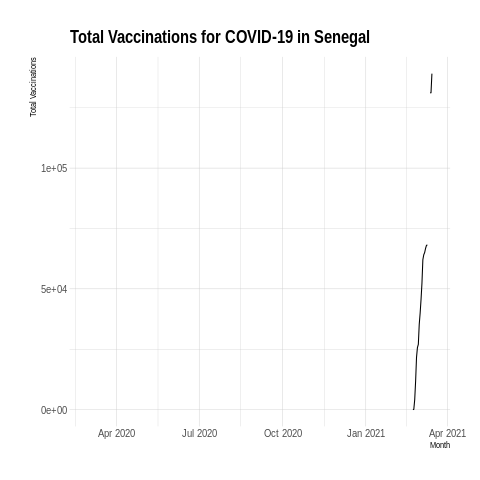 Total Vaccinations for COVID-19 in Senegal
Total Vaccinations
1e+05
5e+04
0e+00
Apr 2020 Jul 2020 Oct 2020 Jan 2021 Apr 2021
Month